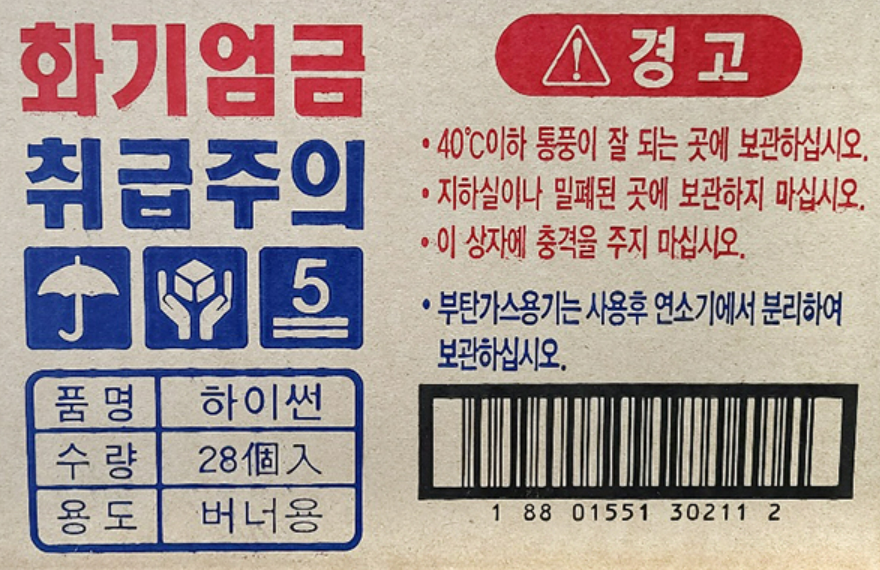 화기엄금
취급주의
5
품명 하이썬
수량 28個入
용도 버너용
경고
• 40℃이하 통풍이 잘 되는 곳에 보관하십시오.
• 지하실이나 밀폐된 곳에 보관하지 마십시오.
• 이 상자에 충격을 주지 마십시오.
• 부탄가스용기는 사용후 연소기에서 분리하여
보관하십시오.
1 88 01551 30211 2